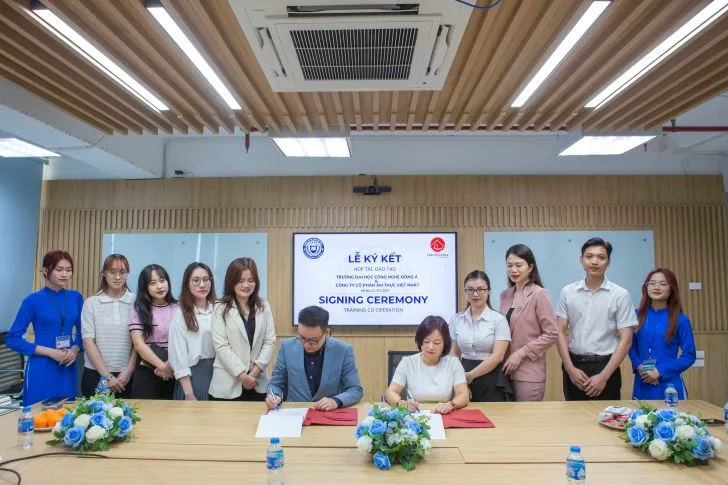 LỄ KÝ KẾT
HỢP TÁC ĐÀO TẠO
TRƯỜNG ĐẠI HỌC CÔNG NGHỆ ĐÔNG Á
&
CÔNG TY CỔ PHẦN ẨM THỰC VIỆT NHẬT
SIGNING CEREMONY
TRAINING CO OPERATION